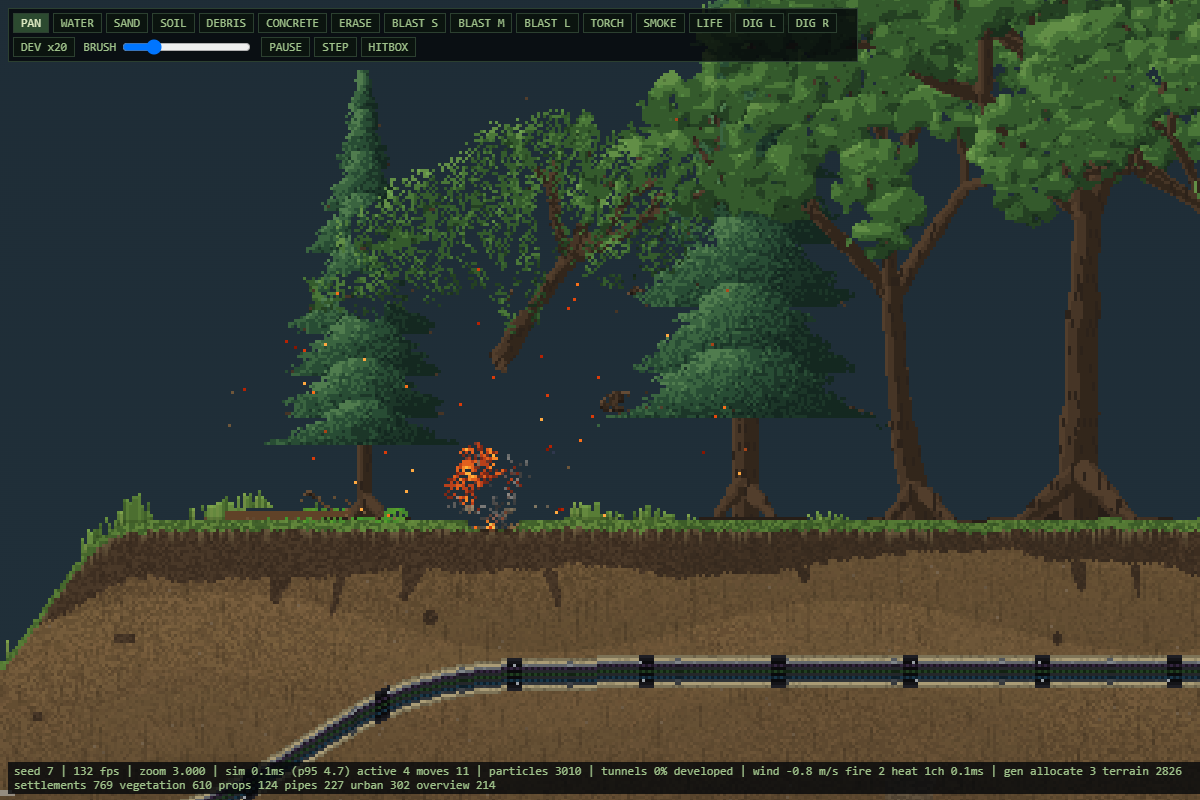 PAN WATER SAND SOIL DEBRIS CONCRETE ERASE BLAST S BLAST M BLAST L TORCH SMOKE LIFE DIG L DIG R
DEV x20 BRUSH PAUSE STEP HITBOX
seed 7 | 132 fps | zoom 3.000 | sim 0.1ms (p95 4.7) active 4 moves 11 | particles 3010 | tunnels 0% developed | wind -0.8 m/s fire 2 heat 1ch 0.1ms | gen allocate 3 terrain 2826
settlements 769 vegetation 610 props 124 pipes 227 urban 302 overview 214